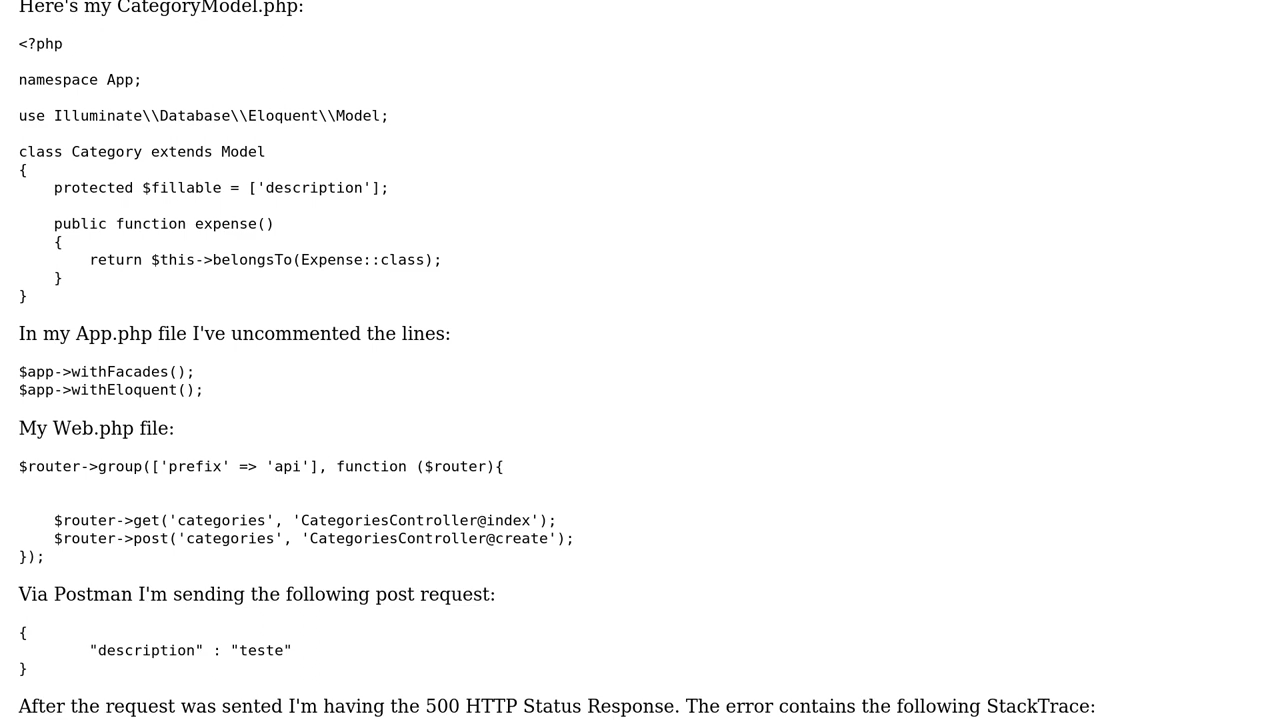 Here's my CategoryModel.php:
<?php
namespace App;
use Illuminate\\Database\\Eloquent\\Model;
class Category extends Model
{
    protected $fillable = ['description'];
    public function expense()
    {
        return $this->belongsTo(Expense::class);
    }
}
In my App.php file I've uncommented the lines:
$app->withFacades();
$app->withEloquent();
My Web.php file:
$router->group(['prefix' => 'api'], function ($router){
    $router->get('categories', 'CategoriesController@index');
    $router->post('categories', 'CategoriesController@create');
});
Via Postman I'm sending the following post request:
{
        "description" : "teste"
}
After the request was sented I'm having the 500 HTTP Status Response. The error contains the following StackTrace: